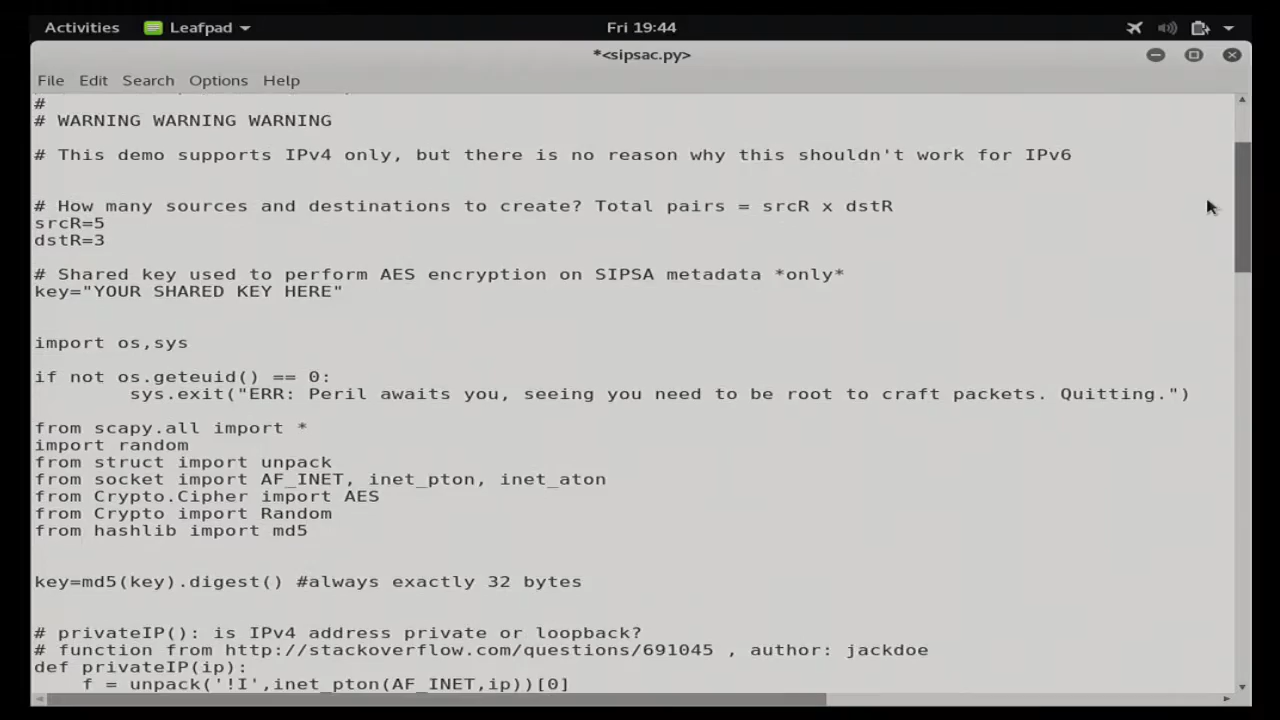 Activities Leafpad Fri 19:44
*<sipsac.py>
File Edit Search Options Help
#
# WARNING WARNING WARNING
# This demo supports IPv4 only, but there is no reason why this shouldn't work for IPv6
# How many sources and destinations to create? Total pairs = srcR x dstR
srcR=5
dstR=3
# Shared key used to perform AES encryption on SIPSA metadata *only*
key="YOUR SHARED KEY HERE"
import os,sys
if not os.geteuid() == 0:
sys.exit("ERR: Peril awaits you, seeing you need to be root to craft packets. Quitting.")
from scapy.all import *
import random
from struct import unpack
from socket import AF_INET, inet_pton, inet_aton
from Crypto.Cipher import AES
from Crypto import Random
from hashlib import md5
key=md5(key).digest() #always exactly 32 bytes
# privateIP(): is IPv4 address private or loopback?
# function from http://stackoverflow.com/questions/691045 , author: jackdoe
def privateIP(ip):
f = unpack('!I',inet_pton(AF_INET,ip))[0]